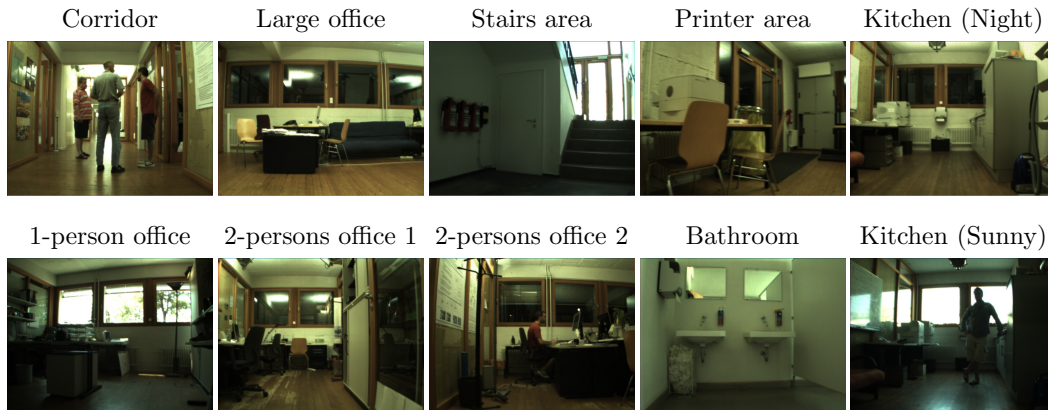 Corridor
Large office
Stairs area
Printer area
Kitchen (Night)
1-person office
2-persons office 1
2-persons office 2
Bathroom
Kitchen (Sunny)